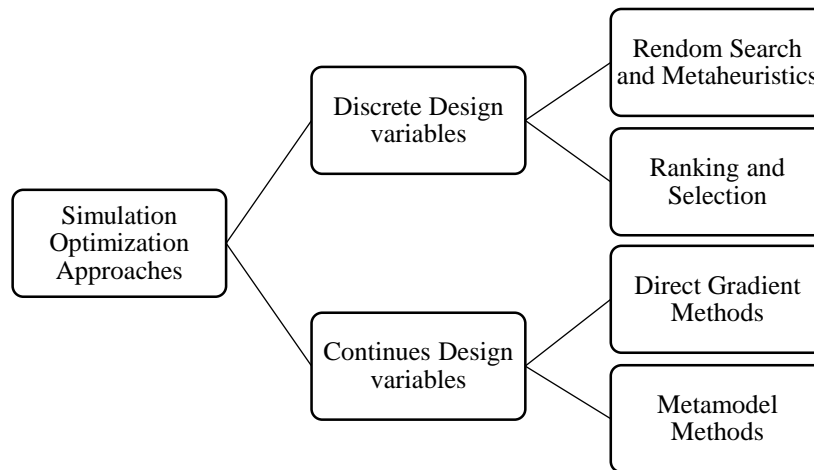 Simulation
Optimization
Approaches
Discrete Design
variables
Rendom Search
and Metaheuristics
Ranking and
Selection
Continues Design
variables
Direct Gradient
Methods
Metamodel
Methods